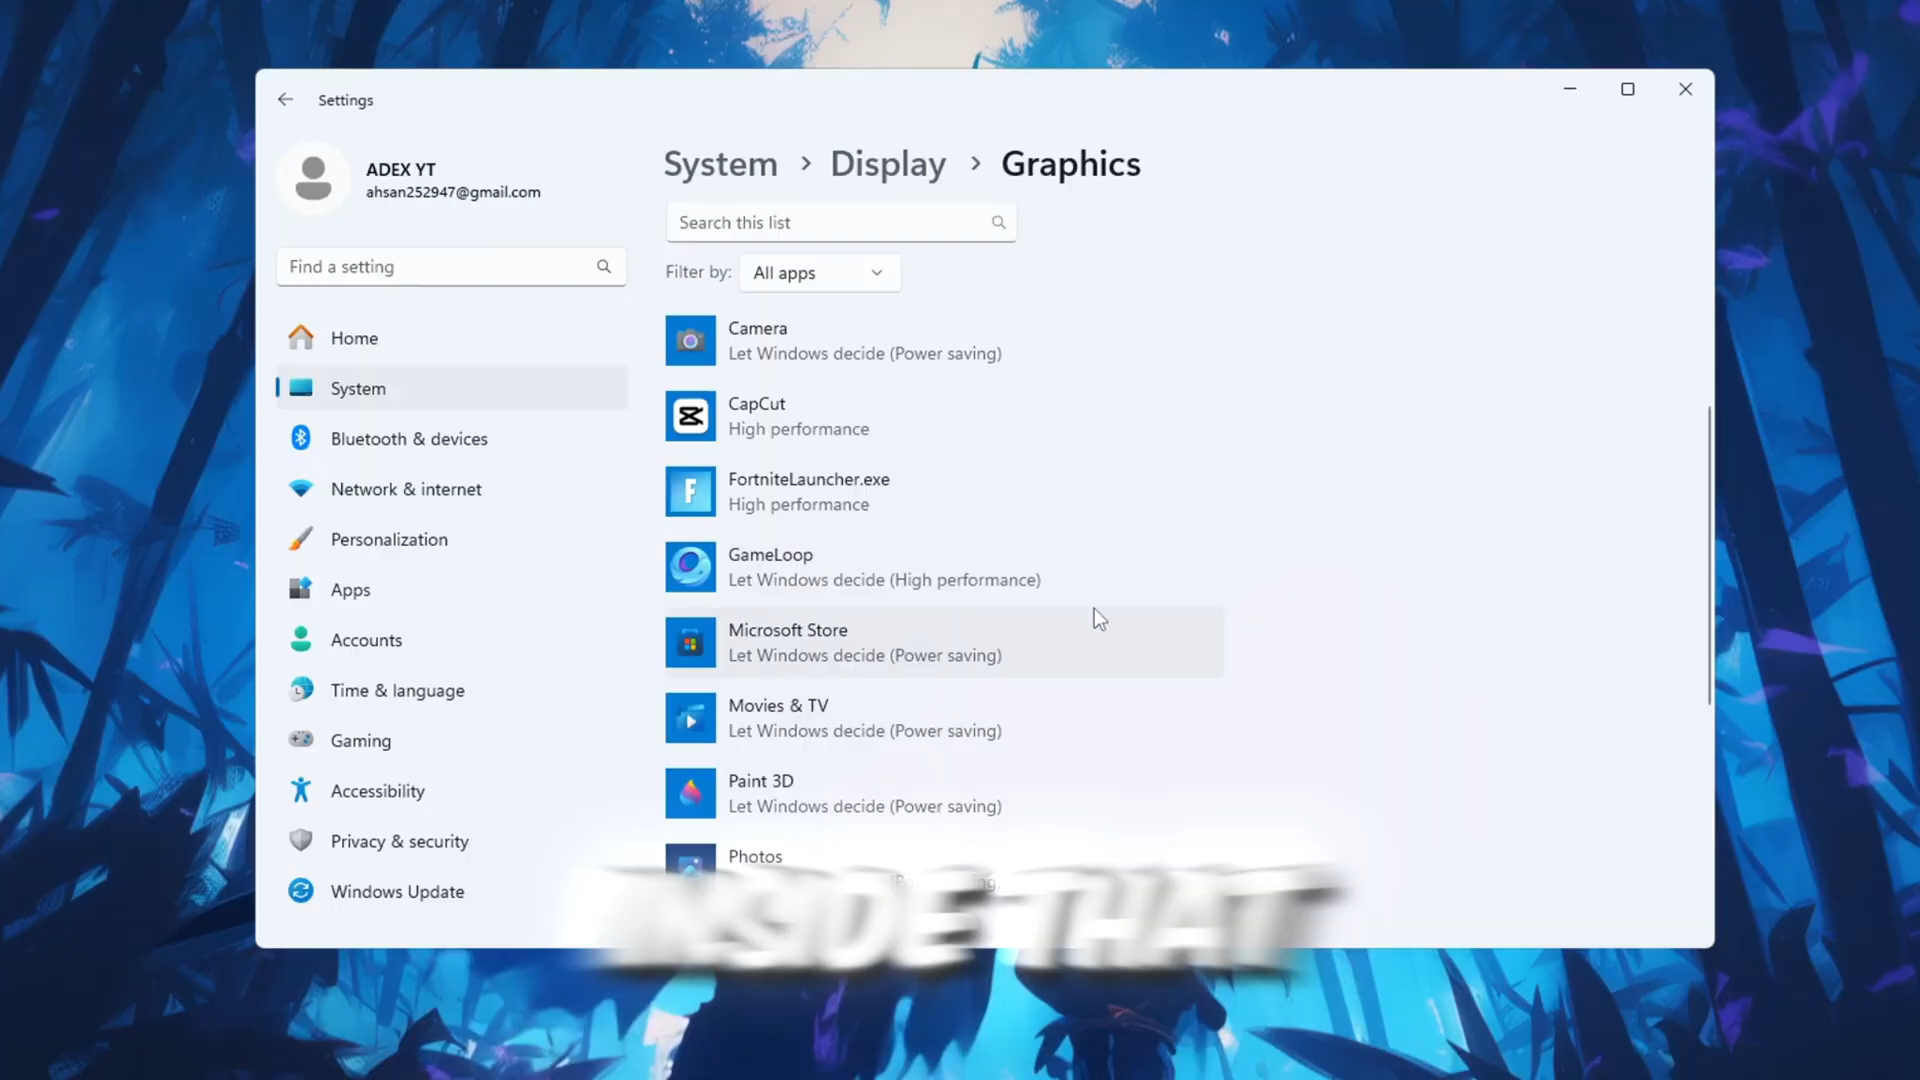 Settings
ADEX YT
ahsan252947@gmail.com
Find a setting
Home
System
Bluetooth & devices
Network & internet
Personalization
Apps
Accounts
Time & language
Gaming
Accessibility
Privacy & security
Windows Update
System > Display > Graphics
Search this list
Filter by: All apps
Camera
Let Windows decide (Power saving)
CapCut
High performance
FortniteLauncher.exe
High performance
GameLoop
Let Windows decide (High performance)
Microsoft Store
Let Windows decide (Power saving)
Movies & TV
Let Windows decide (Power saving)
Paint 3D
Let Windows decide (Power saving)
Photos
INSIDE THAT